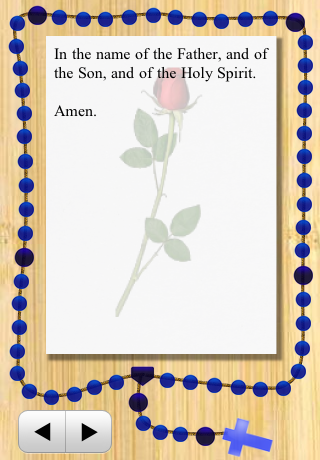 In the name of the Father, and of
the Son, and of the Holy Spirit.
Amen.